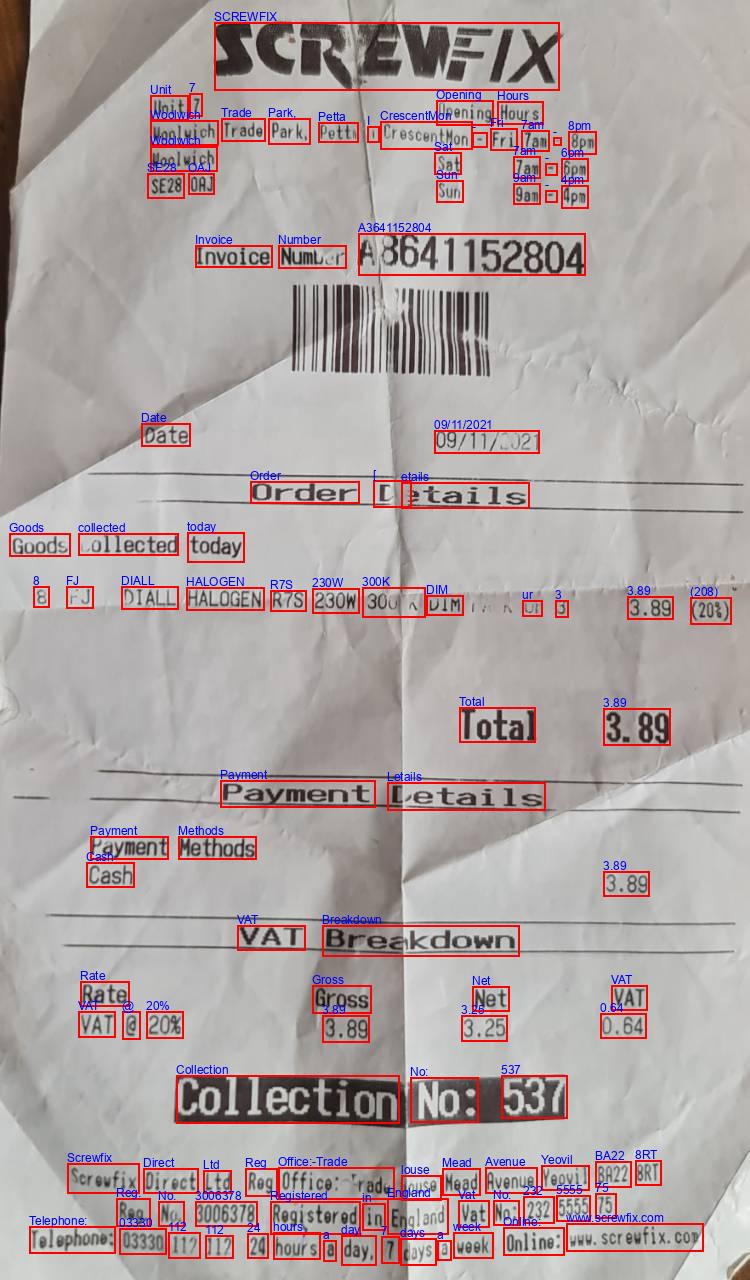 SCREWFIX
Unit 7
Woolwich Trade Park, Pettm n Crescent
Woolwich
SE28 0AJ
Opening Hours
Mon - Fri 7am - 8pm
Sat 7am - 6pm
Sun 9am - 4pm
Invoice Number A3641152804
Date 09/11/2021
Order Details
Goods collected today
8 FJ DIALL HALOGEN R7S 230W 300 K DIM 3 3.89 (20%)
Total 3.89
Payment Details
Payment Methods
Cash 3.89
VAT Breakdown
Rate Gross Net VAT
VAT @ 20% 3.89 3.25 0.64
Collection No: 537
Screwfix Direct Ltd Reg Office:- Trade House Mead Avenue Yeovil BA22 8RT
Reg. No. 3006378 Registered in England Vat No: 232 5555 75
Telephone: 03330 112 112 24 hours a day, 7 days a week Online: www.screwfix.com